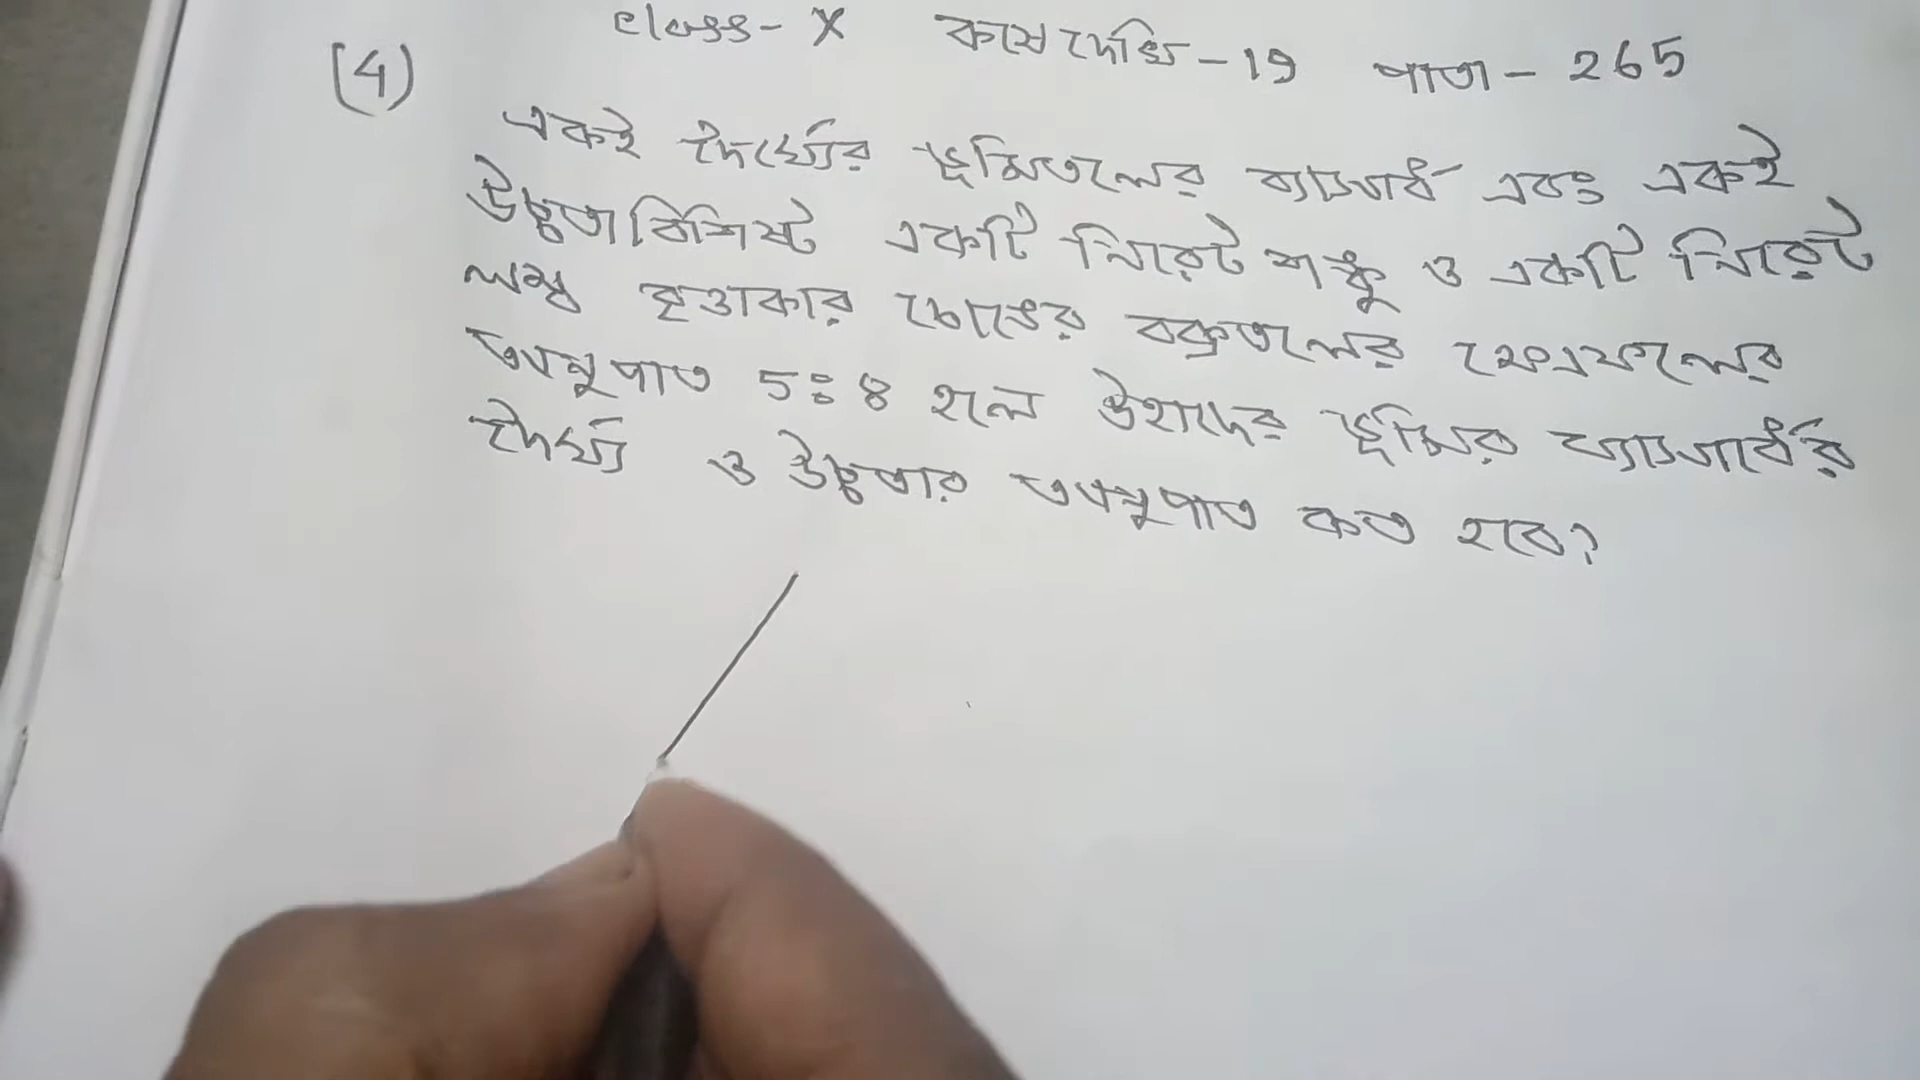 class - X কষে দেখি - 19 পাতা - 265
(4)
একই দৈর্ঘ্যের ভূমিতলের ব্যাসার্ধ এবং একই
উচ্চতা বিশিষ্ট একটি নিরেট শঙ্কু ও একটি নিরেট
লম্ব বৃত্তাকার চোঙের বক্রতলের ক্ষেত্রফলের
অনুপাত 5:8 হলে উহাদের ভূমির ব্যাসার্ধের
দৈর্ঘ্য ও উচ্চতার অনুপাত কত হবে?